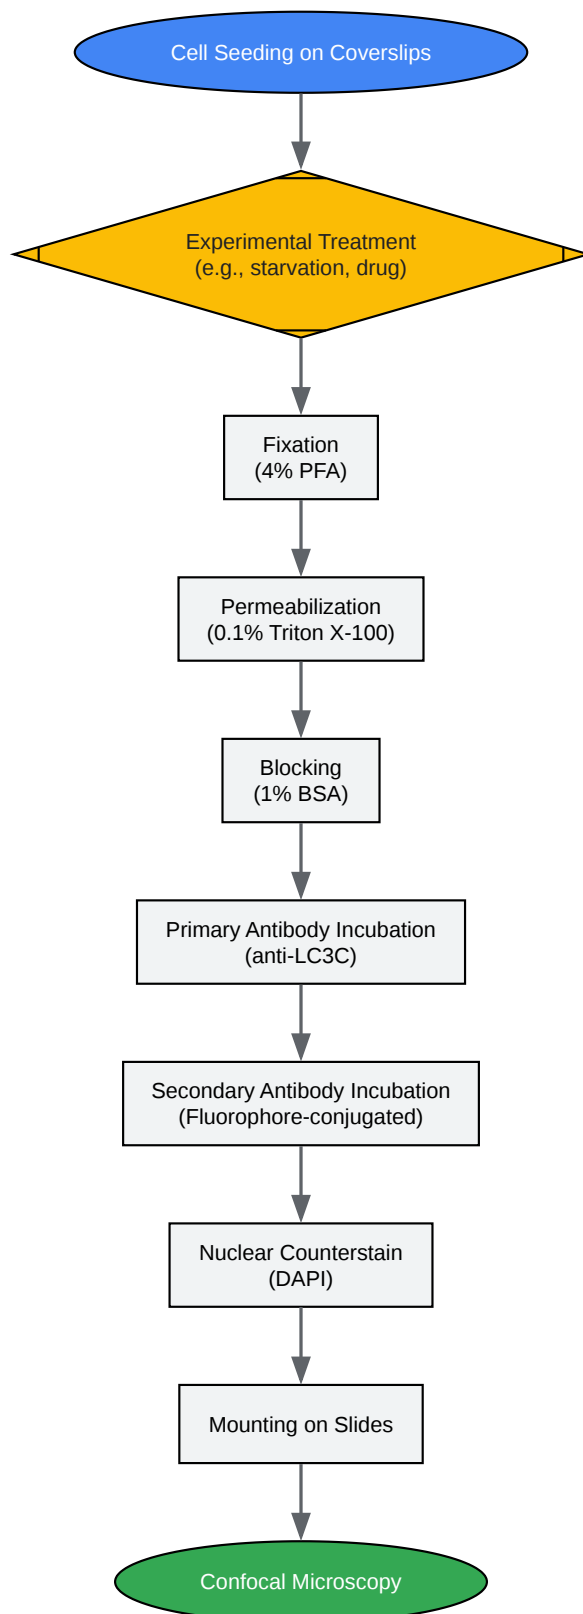 Cell Seeding on Coverslips
Experimental Treatment
(e.g., starvation, drug)
Fixation
(4% PFA)
Permeabilization
(0.1% Triton X-100)
Blocking
(1% BSA)
Primary Antibody Incubation
(anti-LC3C)
Secondary Antibody Incubation
(Fluorophore-conjugated)
Nuclear Counterstain
(DAPI)
Mounting on Slides
Confocal Microscopy